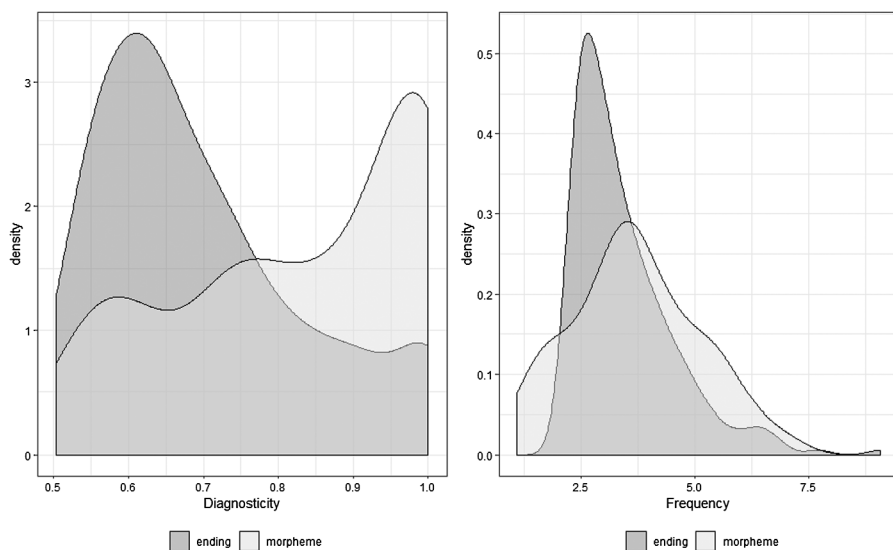 density
3
2
1
0
0.5 0.6 0.7 0.8 0.9 1.0
Diagnosticity
ending morpheme
density
0.5
0.4
0.3
0.2
0.1
0.0
2.5 5.0 7.5
Frequency
ending morpheme